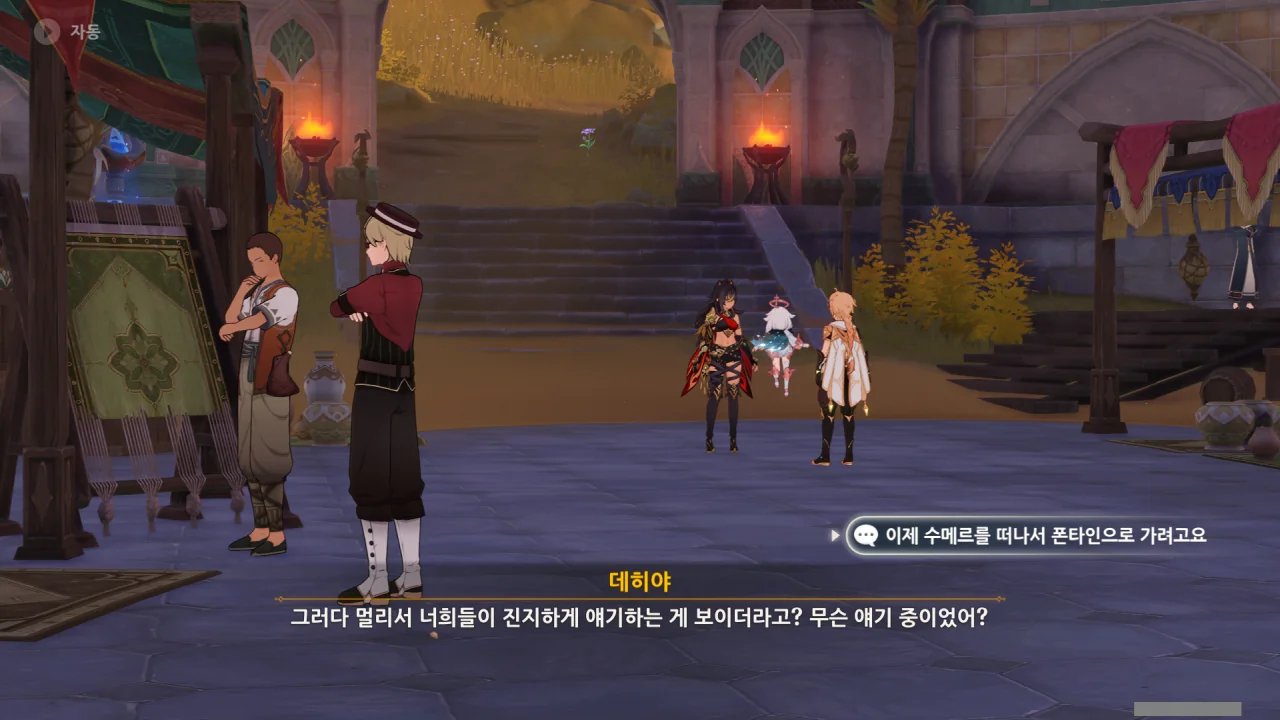 자동
이제 수메르를 떠나서 폰타인으로 가려고요
데히야
그러다 멀리서 너희들이 진지하게 얘기하는 게 보이더라고? 무슨 얘기 중이었어?